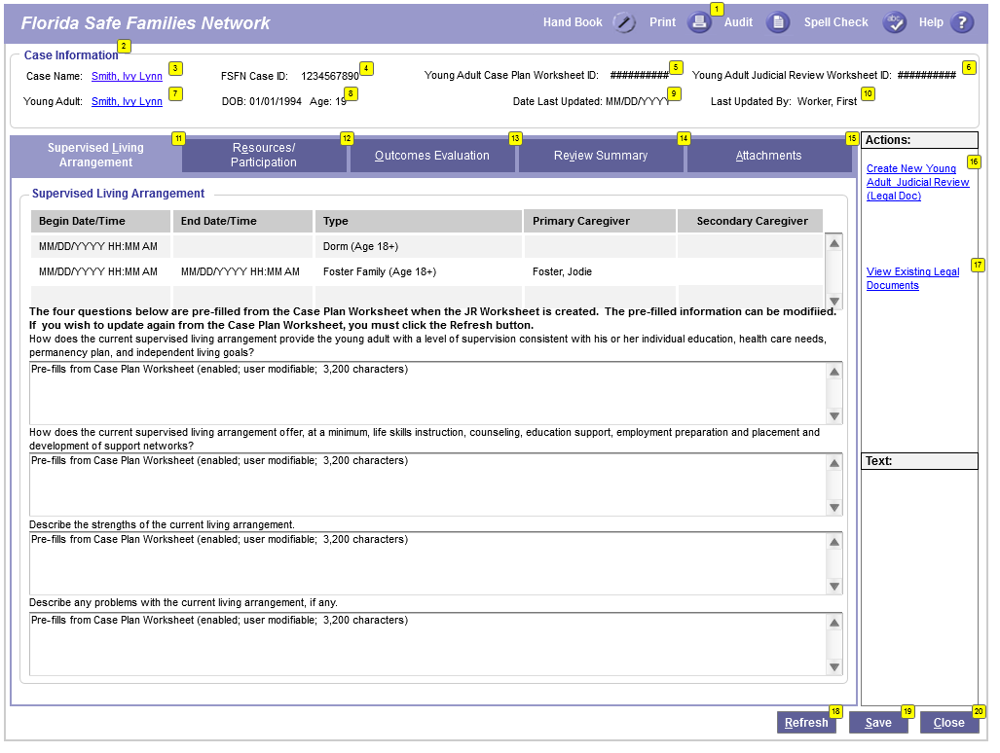 Florida Safe Families Network
Hand Book Print 1 Audit Spell Check Help ?
Case Information 2
Case Name: Smith, Ivy Lynn 3 FSFN Case ID: 1234567890 4 Young Adult Case Plan Worksheet ID: ########## 5 Young Adult Judicial Review Worksheet ID: ########## 6
Young Adult: Smith, Ivy Lynn 7 DOB: 01/01/1994 Age: 19 8 Date Last Updated: MM/DD/YYYY 9 Last Updated By: Worker, First 10
Supervised Living Arrangement 11
Resources/ Participation 12
Outcomes Evaluation 13
Review Summary 14
Attachments 15
Actions:
Create New Young 16
Adult Judicial Review
(Legal Doc)
View Existing Legal 17
Documents
Text:
Supervised Living Arrangement
Begin Date/Time End Date/Time Type Primary Caregiver Secondary Caregiver
MM/DD/YYYY HH:MM AM Dorm (Age 18+)
MM/DD/YYYY HH:MM AM MM/DD/YYYY HH:MM AM Foster Family (Age 18+) Foster, Jodie
The four questions below are pre-filled from the Case Plan Worksheet when the JR Worksheet is created. The pre-filled information can be modifiied.
If you wish to update again from the Case Plan Worksheet, you must click the Refresh button.
How does the current supervised living arrangement provide the young adult with a level of supervision consistent with his or her individual education, health care needs,
permanency plan, and independent living goals?
Pre-fills from Case Plan Worksheet (enabled; user modifiable; 3,200 characters)
How does the current supervised living arrangement offer, at a minimum, life skills instruction, counseling, education support, employment preparation and placement and
development of support networks?
Pre-fills from Case Plan Worksheet (enabled; user modifiable; 3,200 characters)
Describe the strengths of the current living arrangement.
Pre-fills from Case Plan Worksheet (enabled; user modifiable; 3,200 characters)
Describe any problems with the current living arrangement, if any.
Pre-fills from Case Plan Worksheet (enabled; user modifiable; 3,200 characters)
Refresh 18 Save 19 Close 20